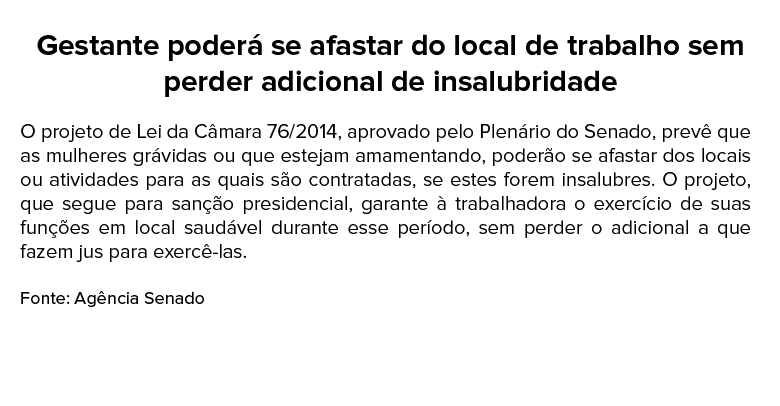 Gestante poderá se afastar do local de trabalho sem
perder adicional de insalubridade
O projeto de Lei da Câmara 76/2014, aprovado pelo Plenário do Senado, prevê que
as mulheres grávidas ou que estejam amamentando, poderão se afastar dos locais
ou atividades para as quais são contratadas, se estes forem insalubres. O projeto,
que segue para sanção presidencial, garante à trabalhadora o exercício de suas
funções em local saudável durante esse período, sem perder o adicional a que
fazem jus para exercê-las.
Fonte: Agência Senado